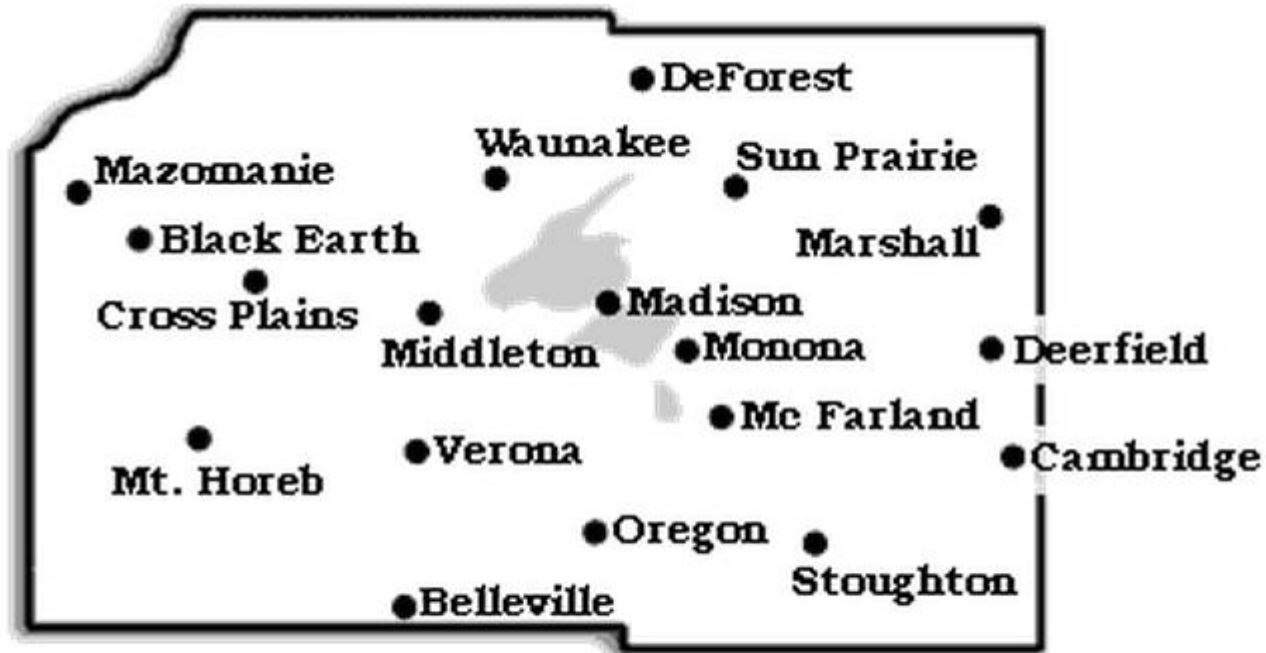 DeForest
Waunakee
Sun Prairie
Mazomanie
Black Earth
Marshall
Cross Plains
Madison
Middleton
Monona
Deerfield
Mc Farland
Verona
Cambridge
Mt. Horeb
Oregon
Stoughton
Belleville